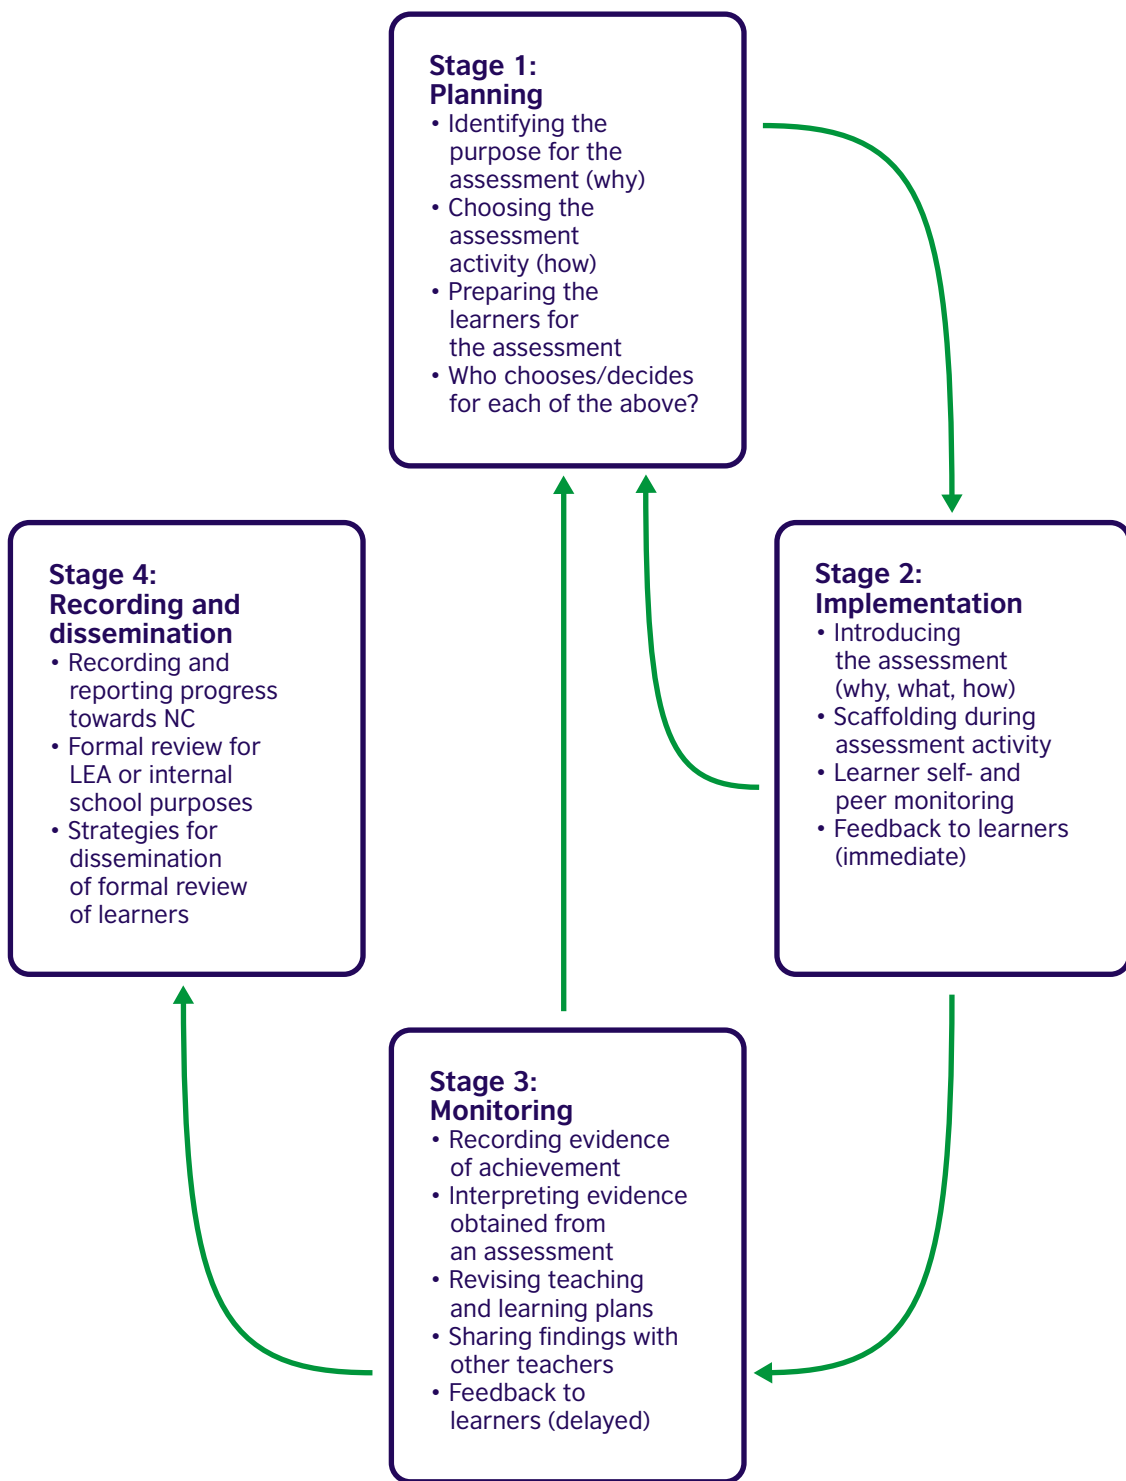 Stage 1:
Planning
• Identifying the
purpose for the
assessment (why)
• Choosing the
assessment
activity (how)
• Preparing the
learners for
the assessment
• Who chooses/decides
for each of the above?
Stage 2:
Implementation
• Introducing
the assessment
(why, what, how)
• Scaffolding during
assessment activity
• Learner self- and
peer monitoring
• Feedback to learners
(immediate)
Stage 3:
Monitoring
• Recording evidence
of achievement
• Interpreting evidence
obtained from
an assessment
• Revising teaching
and learning plans
• Sharing findings with
other teachers
• Feedback to
learners (delayed)
Stage 4:
Recording and
dissemination
• Recording and
reporting progress
towards NC
• Formal review for
LEA or internal
school purposes
• Strategies for
dissemination
of formal review
of learners